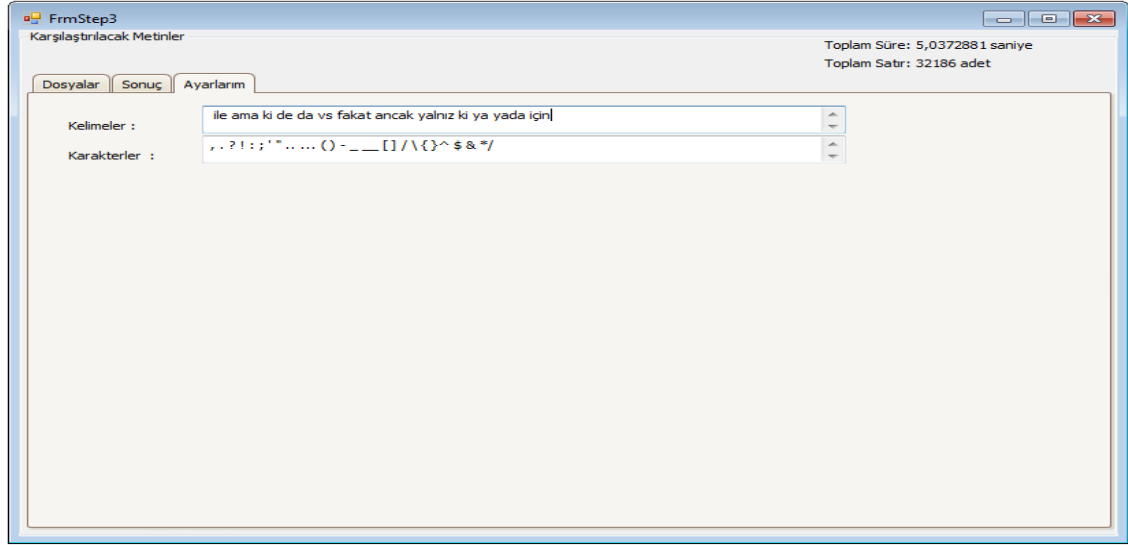 FrmStep3
Karşılaştırılacak Metinler
Toplam Süre: 5,0372881 saniye
Toplam Satır: 32186 adet
Dosyalar Sonuç Ayarlarım
Kelimeler : ile ama ki de da vs fakat ancak yalnız ki ya yada için
Karakterler : , . ? ! : ; ' " .. ... ( ) - _ __ [ ] / \ { } ^ $ & */